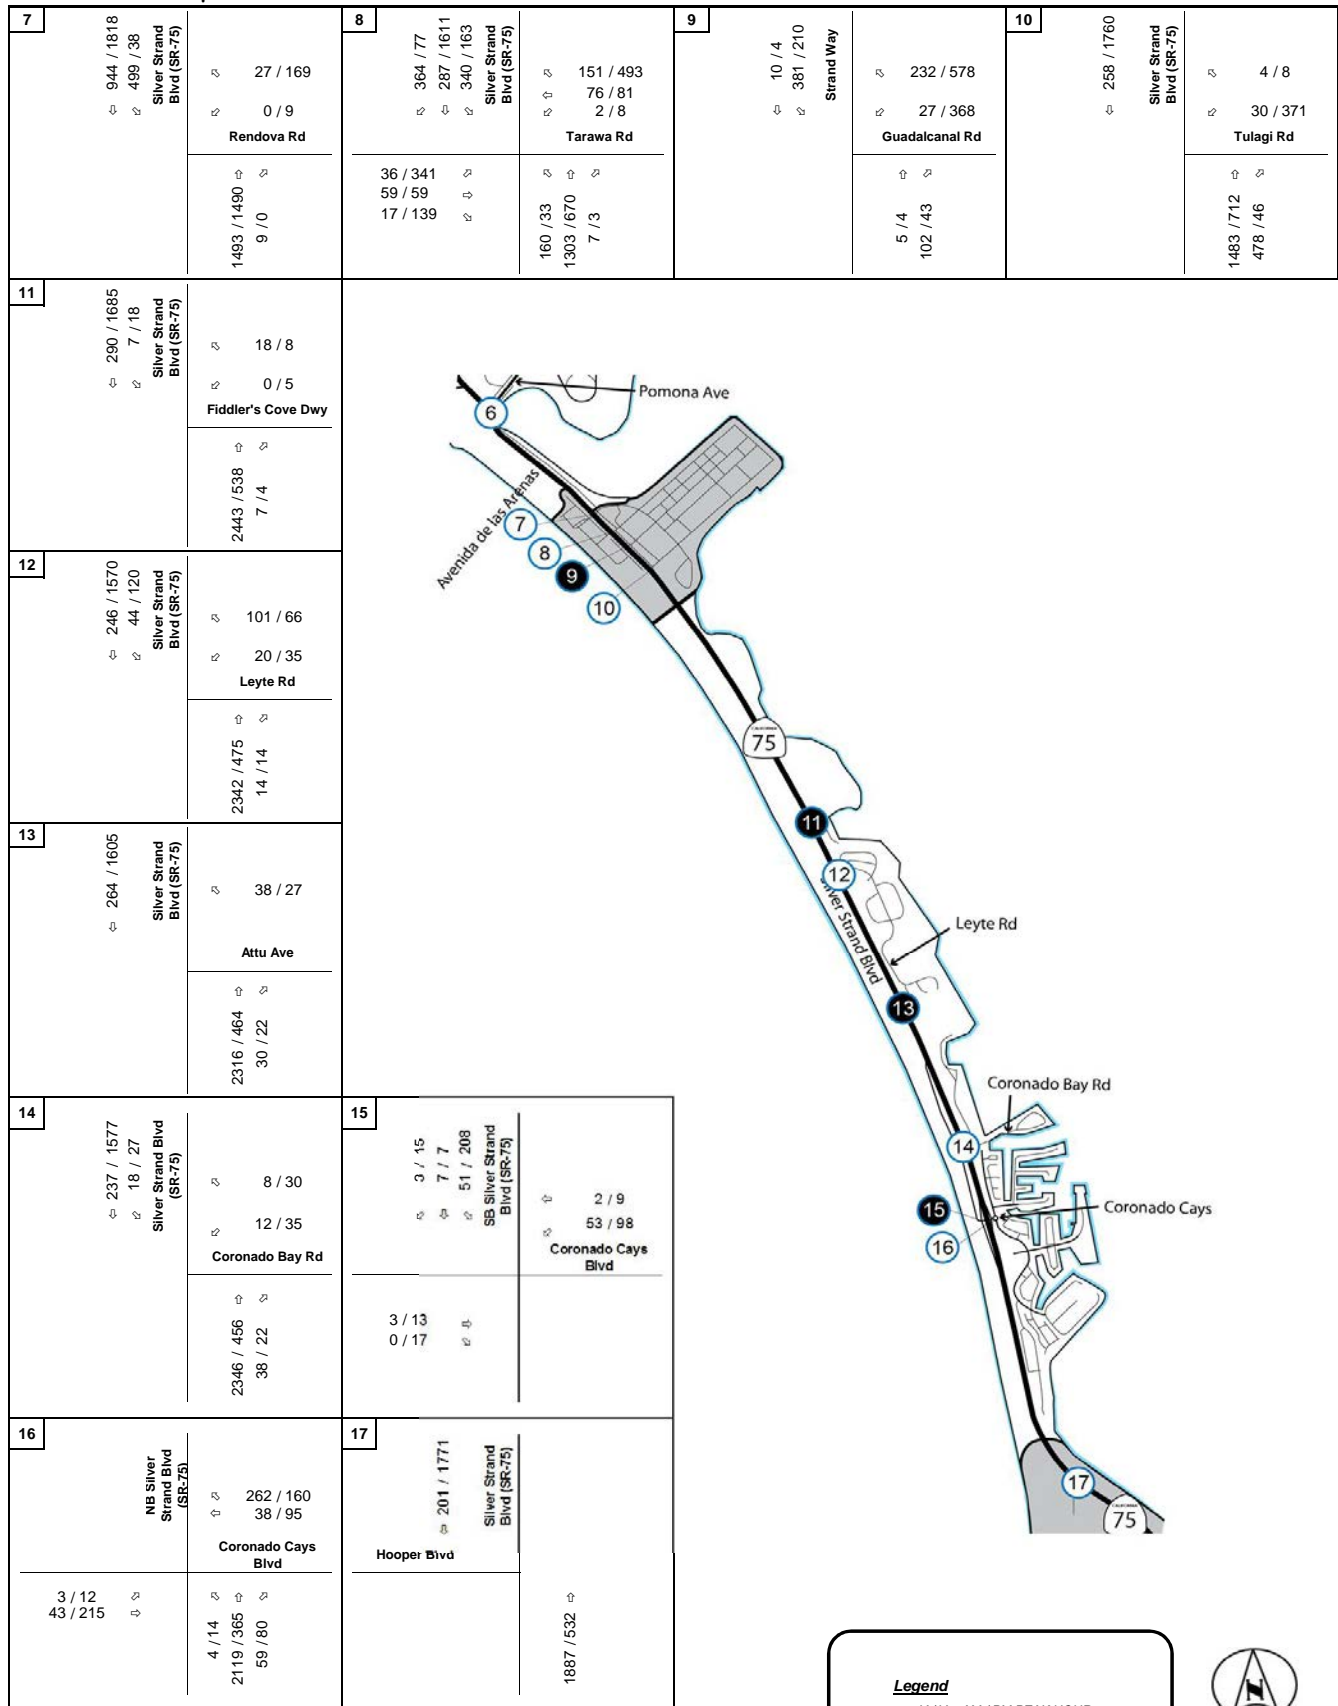 7
944 / 1818
499 / 38
Silver Strand
Blvd (SR-75)
27 / 169
0 / 9
Rendova Rd
1493 / 1490
9 / 0
8
364 / 77
287 / 1611
340 / 163
Silver Strand
Blvd (SR-75)
151 / 493
76 / 81
2 / 8
Tarawa Rd
36 / 341
59 / 59
17 / 139
160 / 33
1303 / 670
7 / 3
9
10 / 4
381 / 210
Strand Way
232 / 578
27 / 368
Guadalcanal Rd
5 / 4
102 / 43
10
258 / 1760
Silver Strand
Blvd (SR-75)
4 / 8
30 / 371
Tulagi Rd
1483 / 712
478 / 46
11
290 / 1685
7 / 18
Silver Strand
Blvd (SR-75)
18 / 8
0 / 5
Fiddler's Cove Dwy
2443 / 538
7 / 4
12
246 / 1570
44 / 120
Silver Strand
Blvd (SR-75)
101 / 66
20 / 35
Leyte Rd
2342 / 475
14 / 14
13
264 / 1605
Silver Strand
Blvd (SR-75)
38 / 27
Attu Ave
2316 / 464
30 / 22
14
237 / 1577
18 / 27
Silver Strand Blvd
(SR-75)
8 / 30
12 / 35
Coronado Bay Rd
2346 / 456
38 / 22
15
3 / 15
7 / 7
51 / 208
SB Silver Strand
Blvd (SR-75)
2 / 9
53 / 98
Coronado Cays
Blvd
3 / 13
0 / 17
16
NB Silver
Strand Blvd
(SR-75)
262 / 160
38 / 95
Coronado Cays
Blvd
3 / 12
43 / 215
4 / 14
2119 / 365
59 / 80
17
201 / 1771
Silver Strand
Blvd (SR-75)
Hooper Blvd
1887 / 532
Pomona Ave
6
Avenida de las Arenas
7
8
9
10
CALIFORNIA
75
11
12
Silver Strand Blvd
Leyte Rd
13
Coronado Bay Rd
14
15
Coronado Cays
16
17
CALIFORNIA
75
Legend
N